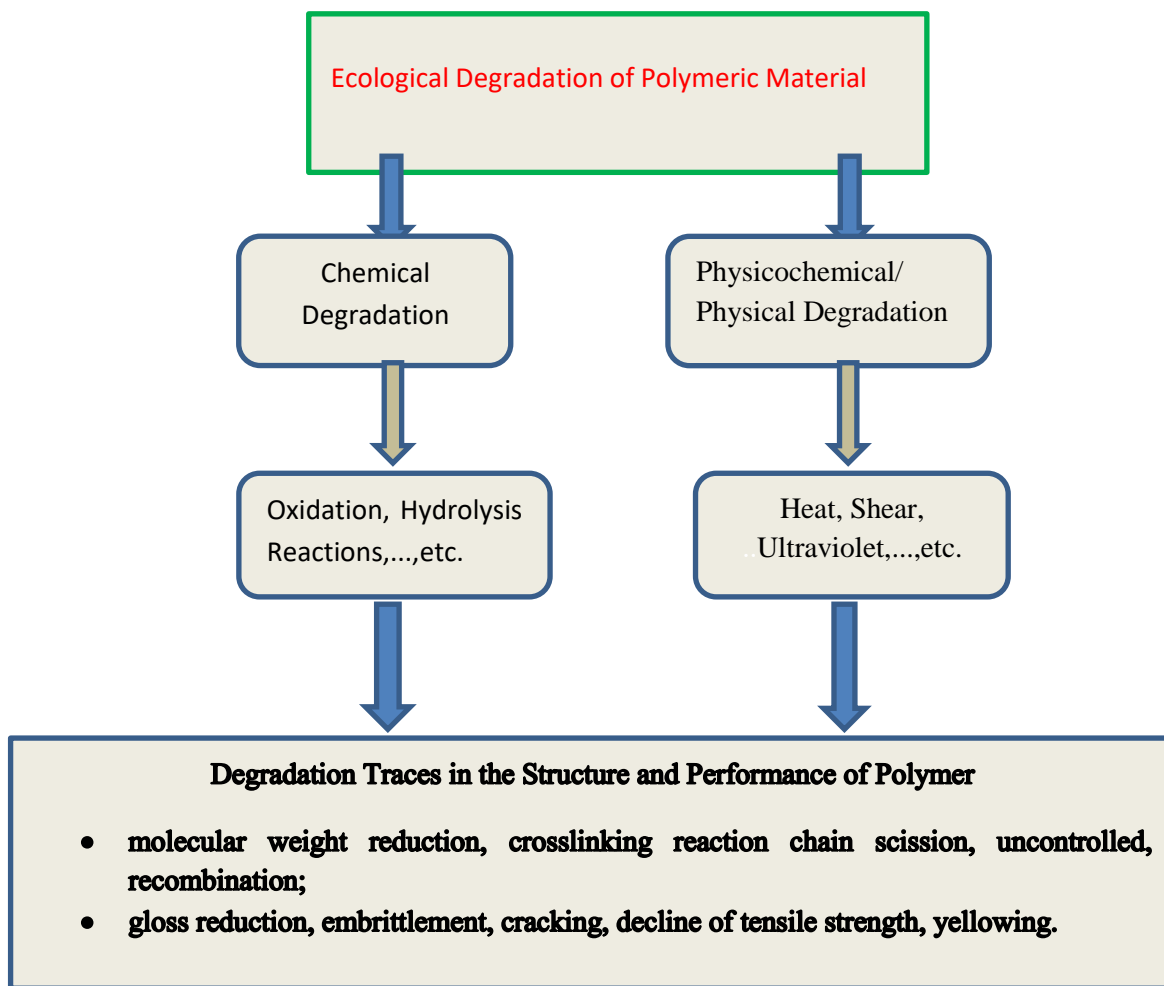 Ecological Degradation of Polymeric Material
Chemical
Degradation
Physicochemical/
Physical Degradation
Oxidation, Hydrolysis
Reactions,...,etc.
Heat, Shear,
..Ultraviolet,...,etc.
Degradation Traces in the Structure and Performance of Polymer
• molecular weight reduction, crosslinking reaction chain scission, uncontrolled,
recombination;
• gloss reduction, embrittlement, cracking, decline of tensile strength, yellowing.